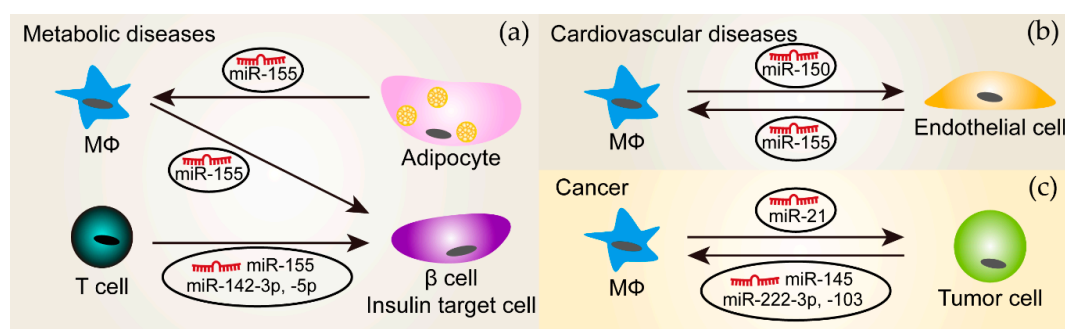 Metabolic diseases
(a)
miR-155
MΦ
Adipocyte
miR-155
T cell
miR-155
miR-142-3p, -5p
β cell
Insulin target cell
Cardiovascular diseases
(b)
miR-150
MΦ
miR-155
Endothelial cell
Cancer
(c)
miR-21
MΦ
miR-145
miR-222-3p, -103
Tumor cell